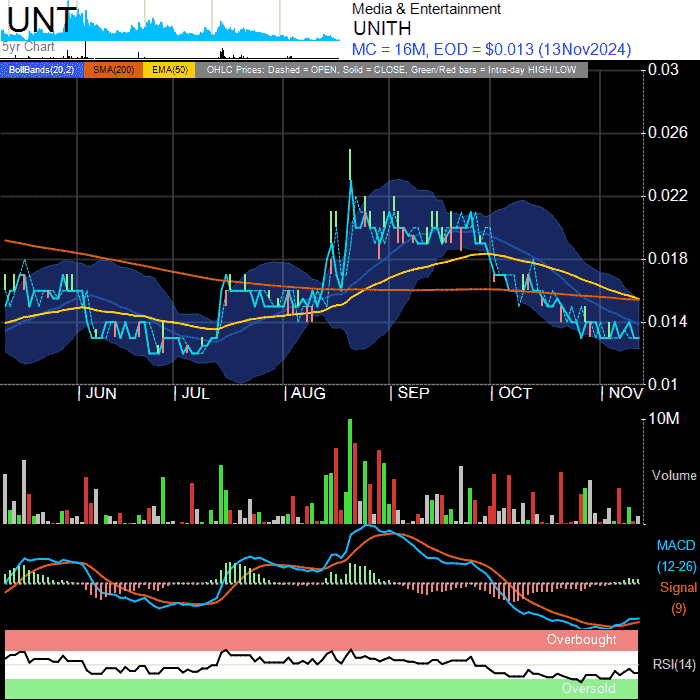 UNT
5yr Chart
Media & Entertainment
UNITH
MC = 16M, EOD = $0.013 (13Nov2024)
BollBands(20,2) SMA(200) EMA(50) OHLC Prices: Dashed = OPEN, Solid = CLOSE, Green/Red bars = Intra-day HIGH/LOW
0.03
0.026
0.022
0.018
0.014
0.01
| JUN | JUL | AUG | SEP | OCT | NOV
10M
Volume
MACD
(12-26)
Signal
(9)
Overbought
RSI(14)
Oversold